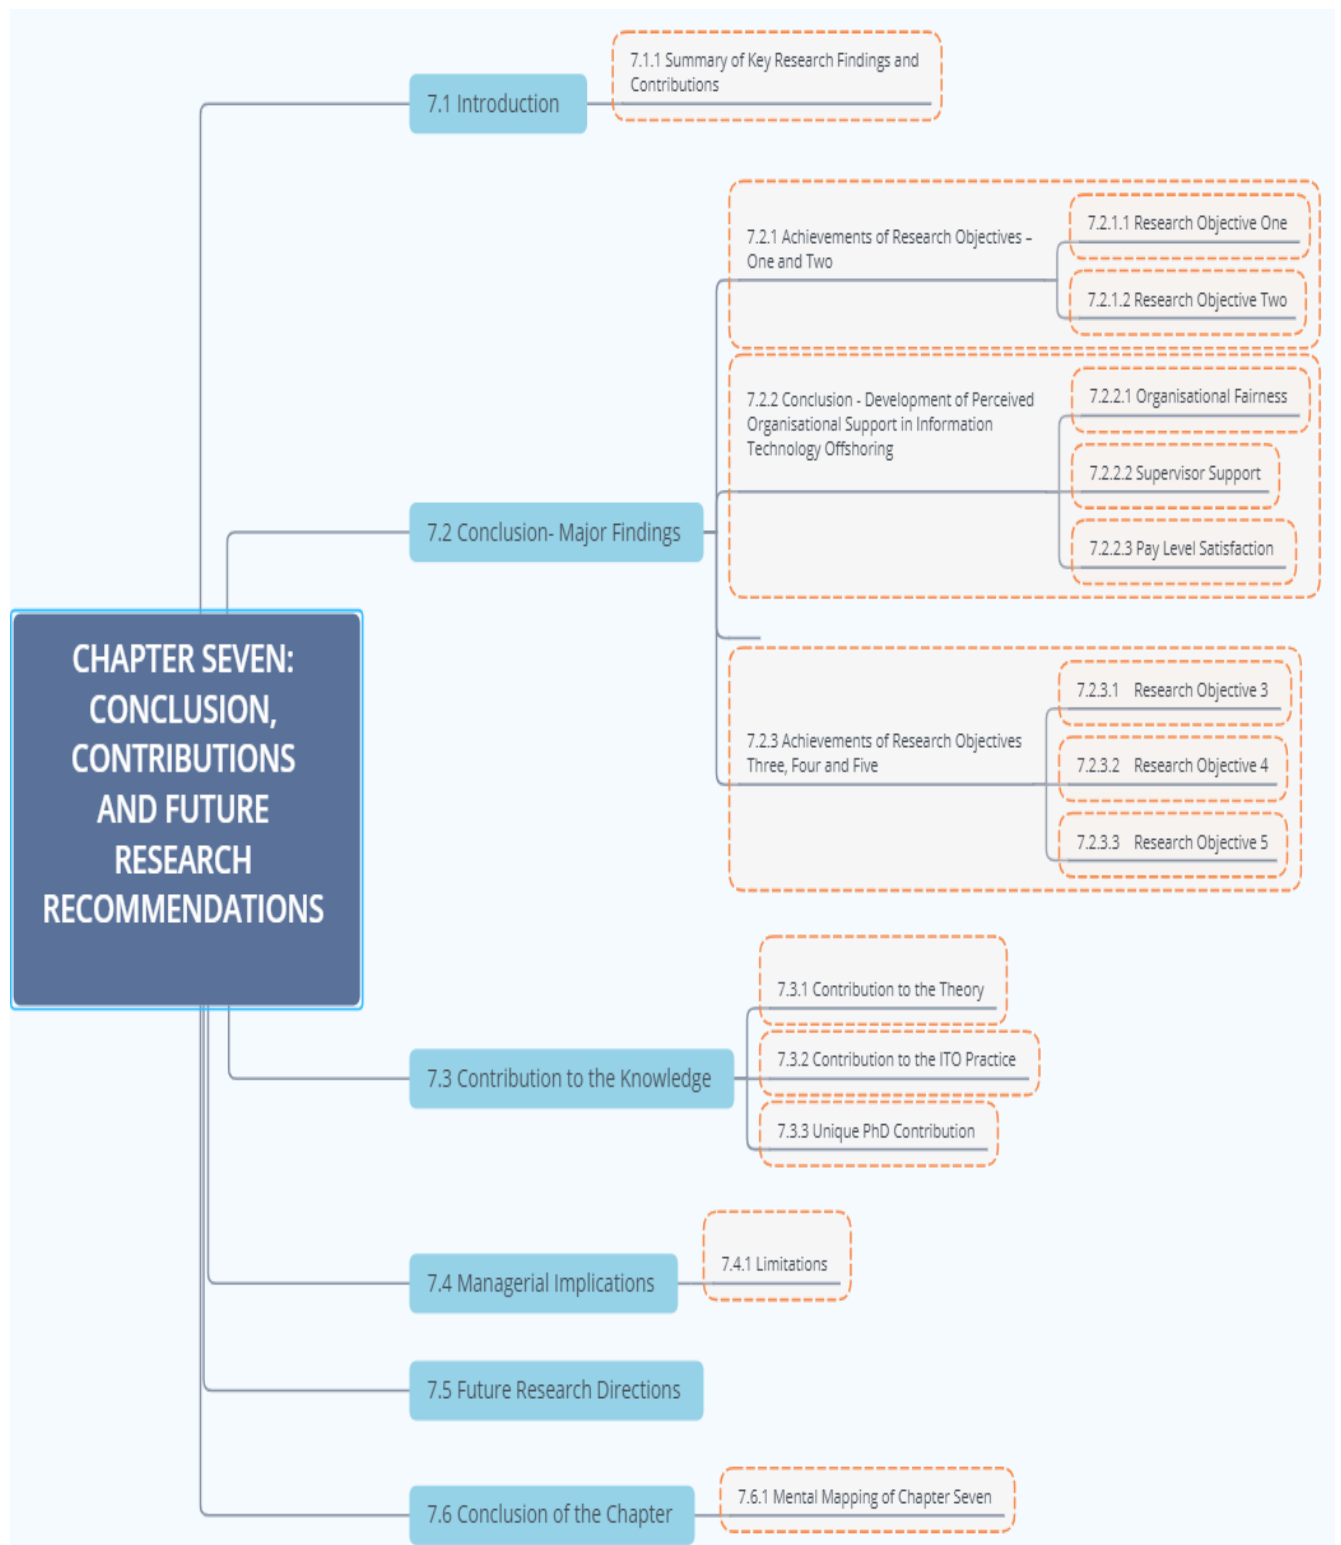 7.1.1 Summary of Key Research Findings and
Contributions
7.1 Introduction
7.2.1 Achievements of Research Objectives –
One and Two
7.2.1.1 Research Objective One
7.2.1.2 Research Objective Two
7.2.2 Conclusion - Development of Perceived
Organisational Support in Information
Technology Offshoring
7.2.2.1 Organisational Fairness
7.2.2.2 Supervisor Support
7.2.2.3 Pay Level Satisfaction
7.2 Conclusion- Major Findings
CHAPTER SEVEN:
CONCLUSION,
CONTRIBUTIONS
AND FUTURE
RESEARCH
RECOMMENDATIONS
7.2.3 Achievements of Research Objectives
Three, Four and Five
7.2.3.1 Research Objective 3
7.2.3.2 Research Objective 4
7.2.3.3 Research Objective 5
7.3 Contribution to the Knowledge
7.3.1 Contribution to the Theory
7.3.2 Contribution to the ITO Practice
7.3.3 Unique PhD Contribution
7.4 Managerial Implications
7.4.1 Limitations
7.5 Future Research Directions
7.6 Conclusion of the Chapter
7.6.1 Mental Mapping of Chapter Seven